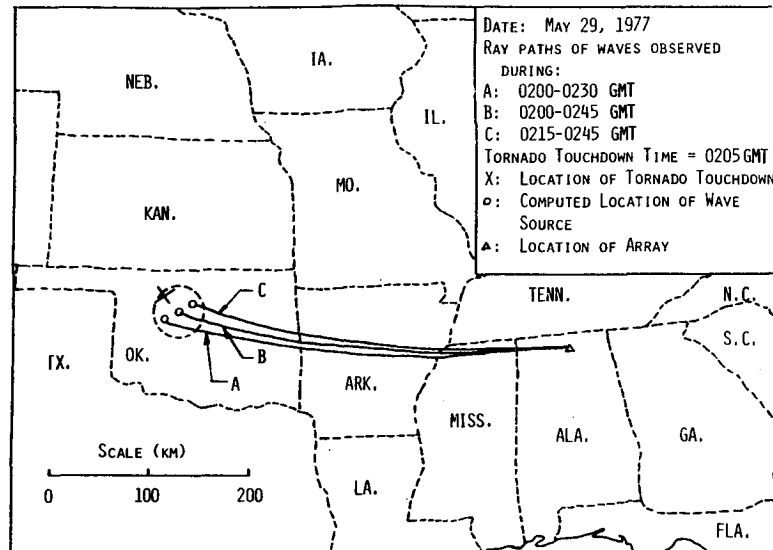 DATE: MAY 29, 1977
RAY PATHS OF WAVES OBSERVED
DURING:
A: 0200-0230 GMT
B: 0200-0245 GMT
C: 0215-0245 GMT
TORNADO TOUCHDOWN TIME = 0205 GMT
X: LOCATION OF TORNADO TOUCHDOWN
o: COMPUTED LOCATION OF WAVE
SOURCE
△: LOCATION OF ARRAY
NEB.
IA.
IL.
MO.
KAN.
TENN.
N.C.
S.C.
X
C
B
A
OK.
TX.
ARK.
MISS.
ALA.
GA.
LA.
FLA.
SCALE (KM)
0 100 200